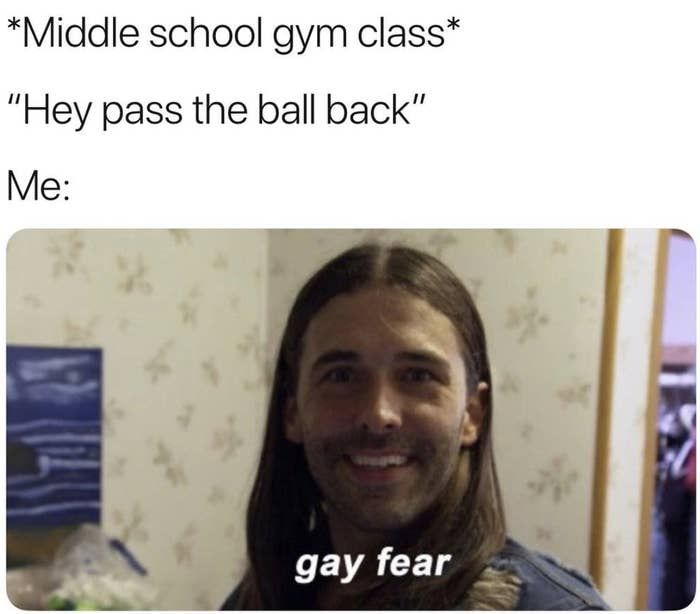 *Middle school gym class*
“Hey pass the ball back”
Me:
gay fear